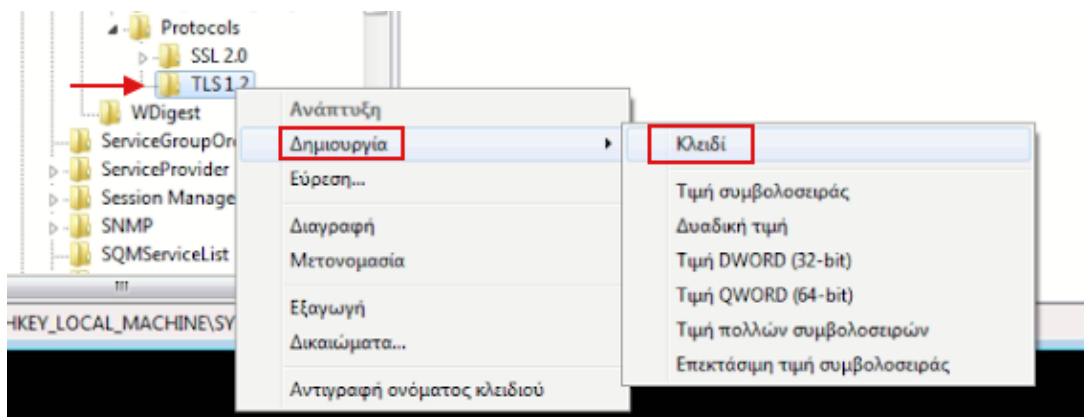 Protocols
SSL 2.0
TLS 1.2
WDigest
ServiceGroupOr
ServiceProvider
Session Manage
SNMP
SQMServiceList
HKEY_LOCAL_MACHINE\SY
Ανάπτυξη
Δημιουργία
Εύρεση...
Διαγραφή
Μετονομασία
Εξαγωγή
Δικαιώματα...
Αντιγραφή ονόματος κλειδιού
Κλειδί
Τιμή συμβολοσειράς
Δυαδική τιμή
Τιμή DWORD (32-bit)
Τιμή QWORD (64-bit)
Τιμή πολλών συμβολοσειρών
Επεκτάσιμη τιμή συμβολοσειράς